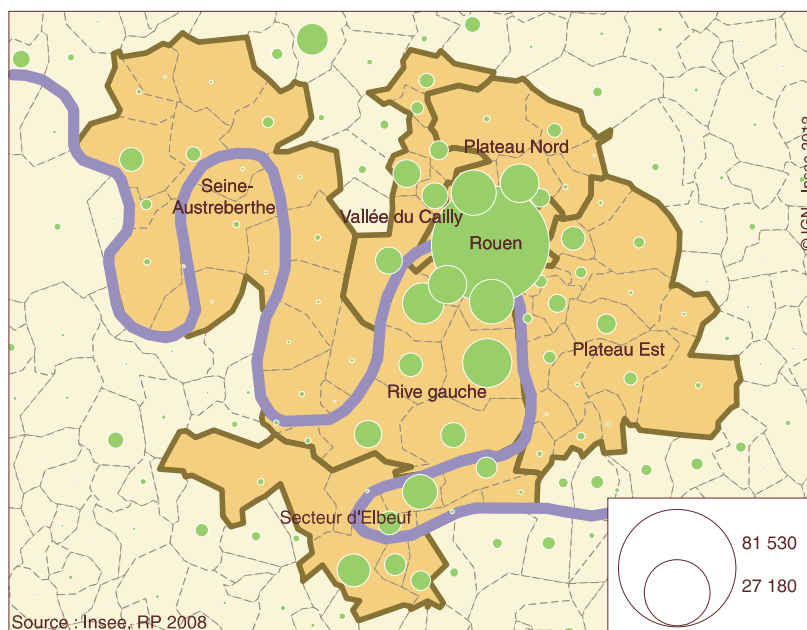 Plateau Nord
Seine-
Austreberthe
Vallée du Cailly
Rouen
Plateau Est
Rive gauche
Secteur d'Elbeuf
81 530
27 180
Source : Insee, RP 2008
© IGN - Insee 2012